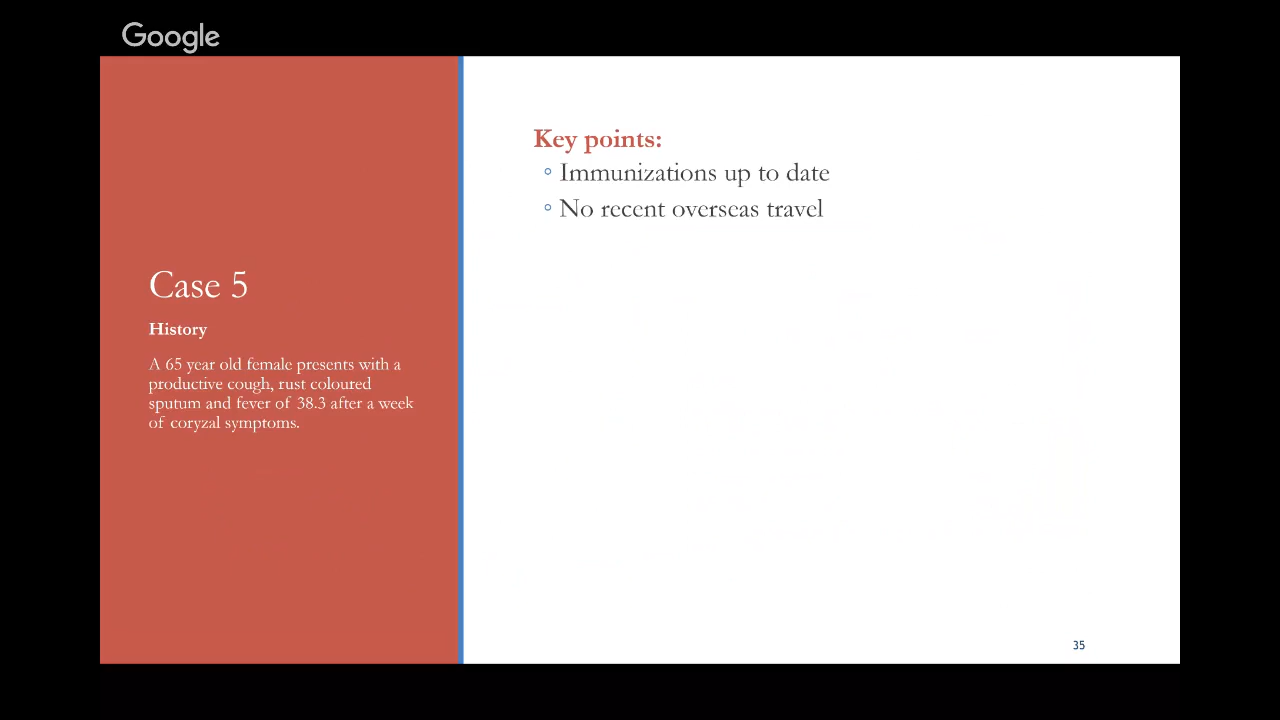 Google
Case 5
History
A 65 year old female presents with a
productive cough, rust coloured
sputum and fever of 38.3 after a week
of coryzal symptoms.
Key points:
◦ Immunizations up to date
◦ No recent overseas travel
35